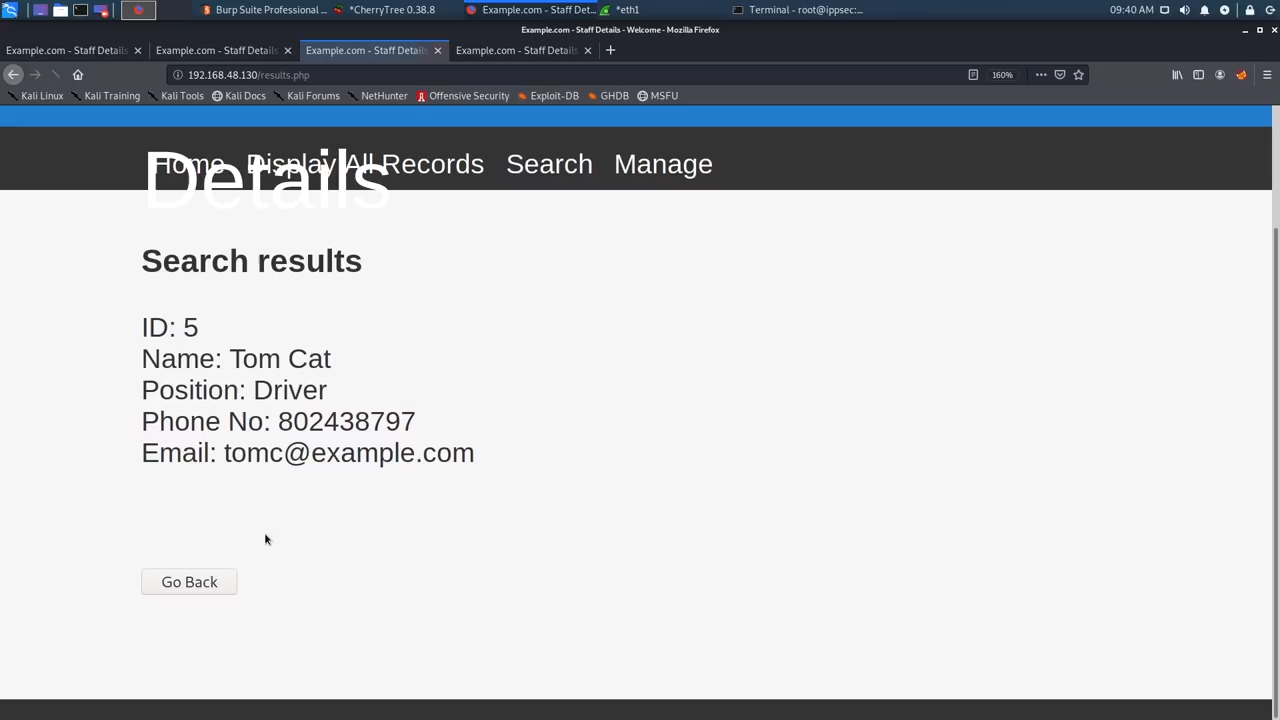 Burp Suite Professional ...
*CherryTree 0.38.8
Example.com - Staff Det...
*eth1
Terminal - root@ippsec:...
09:40 AM
Example.com - Staff Details - Welcome - Mozilla Firefox
Example.com - Staff Details
Example.com - Staff Details
Example.com - Staff Details
Example.com - Staff Details
192.168.48.130/results.php
160%
Kali Linux
Kali Training
Kali Tools
Kali Docs
Kali Forums
NetHunter
Offensive Security
Exploit-DB
GHDB
MSFU
Details
Home
Display All Records
Search
Manage
Search results
ID: 5
Name: Tom Cat
Position: Driver
Phone No: 802438797
Email: tomc@example.com
Go Back